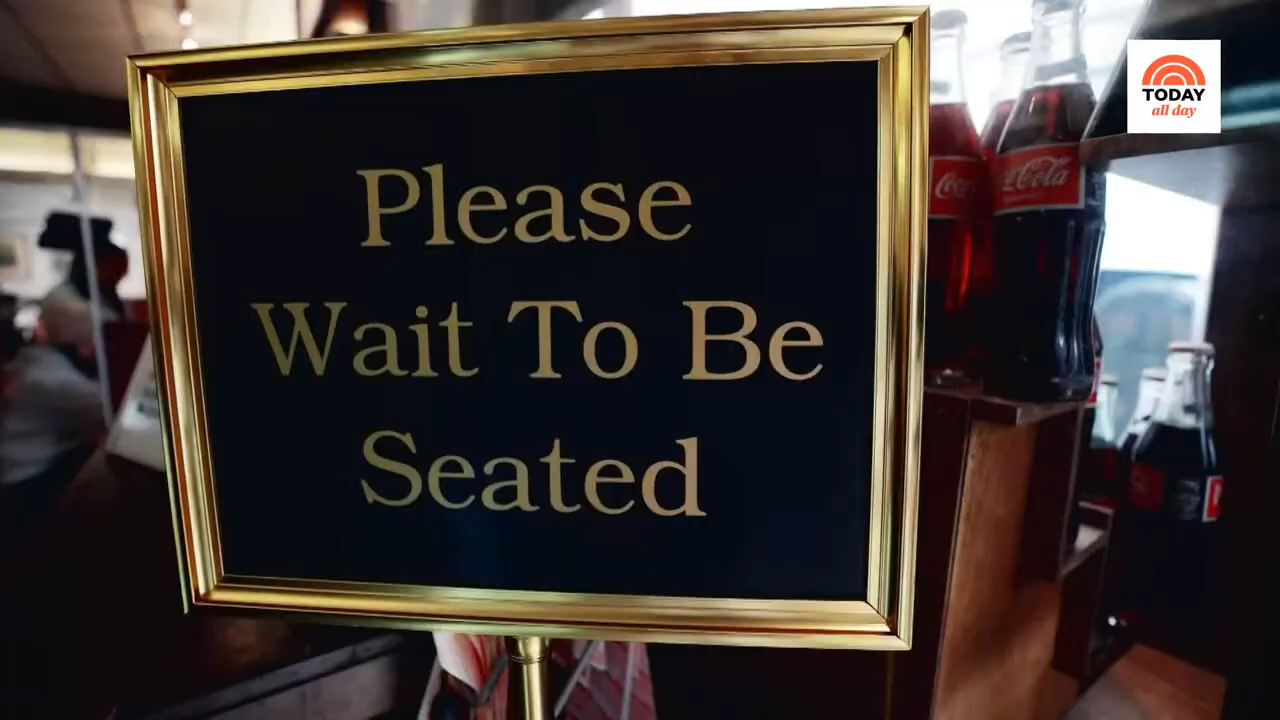 Please
Wait To Be
Seated
TODAY
all day
Coca-Cola